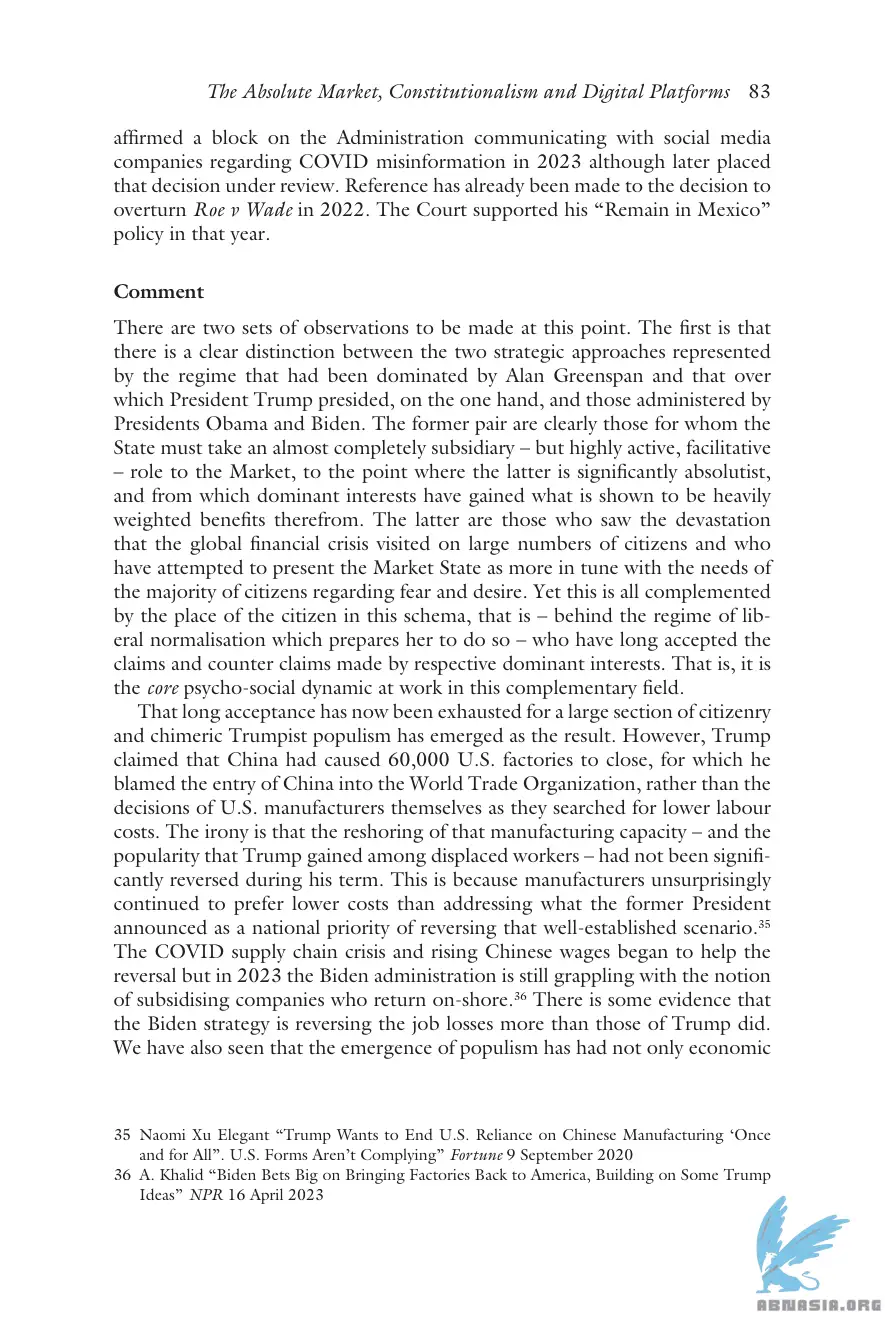 The Absolute Market, Constitutionalism and Digital Platforms 83
affirmed a block on the Administration communicating with social media
companies regarding COVID misinformation in 2023 although later placed
that decision under review. Reference has already been made to the decision to
overturn Roe v Wade in 2022. The Court supported his “Remain in Mexico”
policy in that year.
Comment
There are two sets of observations to be made at this point. The first is that
there is a clear distinction between the two strategic approaches represented
by the regime that had been dominated by Alan Greenspan and that over
which President Trump presided, on the one hand, and those administered by
Presidents Obama and Biden. The former pair are clearly those for whom the
State must take an almost completely subsidiary – but highly active, facilitative
– role to the Market, to the point where the latter is significantly absolutist,
and from which dominant interests have gained what is shown to be heavily
weighted benefits therefrom. The latter are those who saw the devastation
that the global financial crisis visited on large numbers of citizens and who
have attempted to present the Market State as more in tune with the needs of
the majority of citizens regarding fear and desire. Yet this is all complemented
by the place of the citizen in this schema, that is – behind the regime of lib-
eral normalisation which prepares her to do so – who have long accepted the
claims and counter claims made by respective dominant interests. That is, it is
the core psycho-social dynamic at work in this complementary field.
That long acceptance has now been exhausted for a large section of citizenry
and chimeric Trumpist populism has emerged as the result. However, Trump
claimed that China had caused 60,000 U.S. factories to close, for which he
blamed the entry of China into the World Trade Organization, rather than the
decisions of U.S. manufacturers themselves as they searched for lower labour
costs. The irony is that the reshoring of that manufacturing capacity – and the
popularity that Trump gained among displaced workers – had not been signifi-
cantly reversed during his term. This is because manufacturers unsurprisingly
continued to prefer lower costs than addressing what the former President
announced as a national priority of reversing that well-established scenario.³⁵
The COVID supply chain crisis and rising Chinese wages began to help the
reversal but in 2023 the Biden administration is still grappling with the notion
of subsidising companies who return on-shore.³⁶ There is some evidence that
the Biden strategy is reversing the job losses more than those of Trump did.
We have also seen that the emergence of populism has had not only economic
35 Naomi Xu Elegant “Trump Wants to End U.S. Reliance on Chinese Manufacturing ‘Once
and for All”. U.S. Forms Aren’t Complying” Fortune 9 September 2020
36 A. Khalid “Biden Bets Big on Bringing Factories Back to America, Building on Some Trump
Ideas” NPR 16 April 2023
ABNASIA.ORG